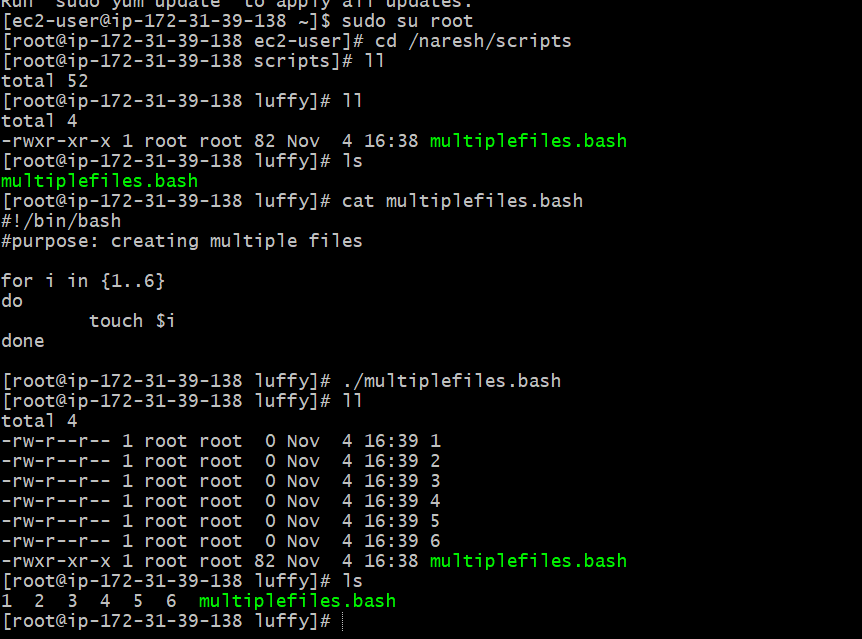 Run "sudo yum update" to apply all updates.
[ec2-user@ip-172-31-39-138 ~]$ sudo su root
[root@ip-172-31-39-138 ec2-user]# cd /naresh/scripts
[root@ip-172-31-39-138 scripts]# ll
total 52
[root@ip-172-31-39-138 luffy]# ll
total 4
-rwxr-xr-x 1 root root 82 Nov  4 16:38 multiplefiles.bash
[root@ip-172-31-39-138 luffy]# ls
multiplefiles.bash
[root@ip-172-31-39-138 luffy]# cat multiplefiles.bash
#!/bin/bash
#purpose: creating multiple files
for i in {1..6}
do
        touch $i
done
[root@ip-172-31-39-138 luffy]# ./multiplefiles.bash
[root@ip-172-31-39-138 luffy]# ll
total 4
-rw-r--r-- 1 root root  0 Nov  4 16:39 1
-rw-r--r-- 1 root root  0 Nov  4 16:39 2
-rw-r--r-- 1 root root  0 Nov  4 16:39 3
-rw-r--r-- 1 root root  0 Nov  4 16:39 4
-rw-r--r-- 1 root root  0 Nov  4 16:39 5
-rw-r--r-- 1 root root  0 Nov  4 16:39 6
-rwxr-xr-x 1 root root 82 Nov  4 16:38 multiplefiles.bash
[root@ip-172-31-39-138 luffy]# ls
1  2  3  4  5  6  multiplefiles.bash
[root@ip-172-31-39-138 luffy]#